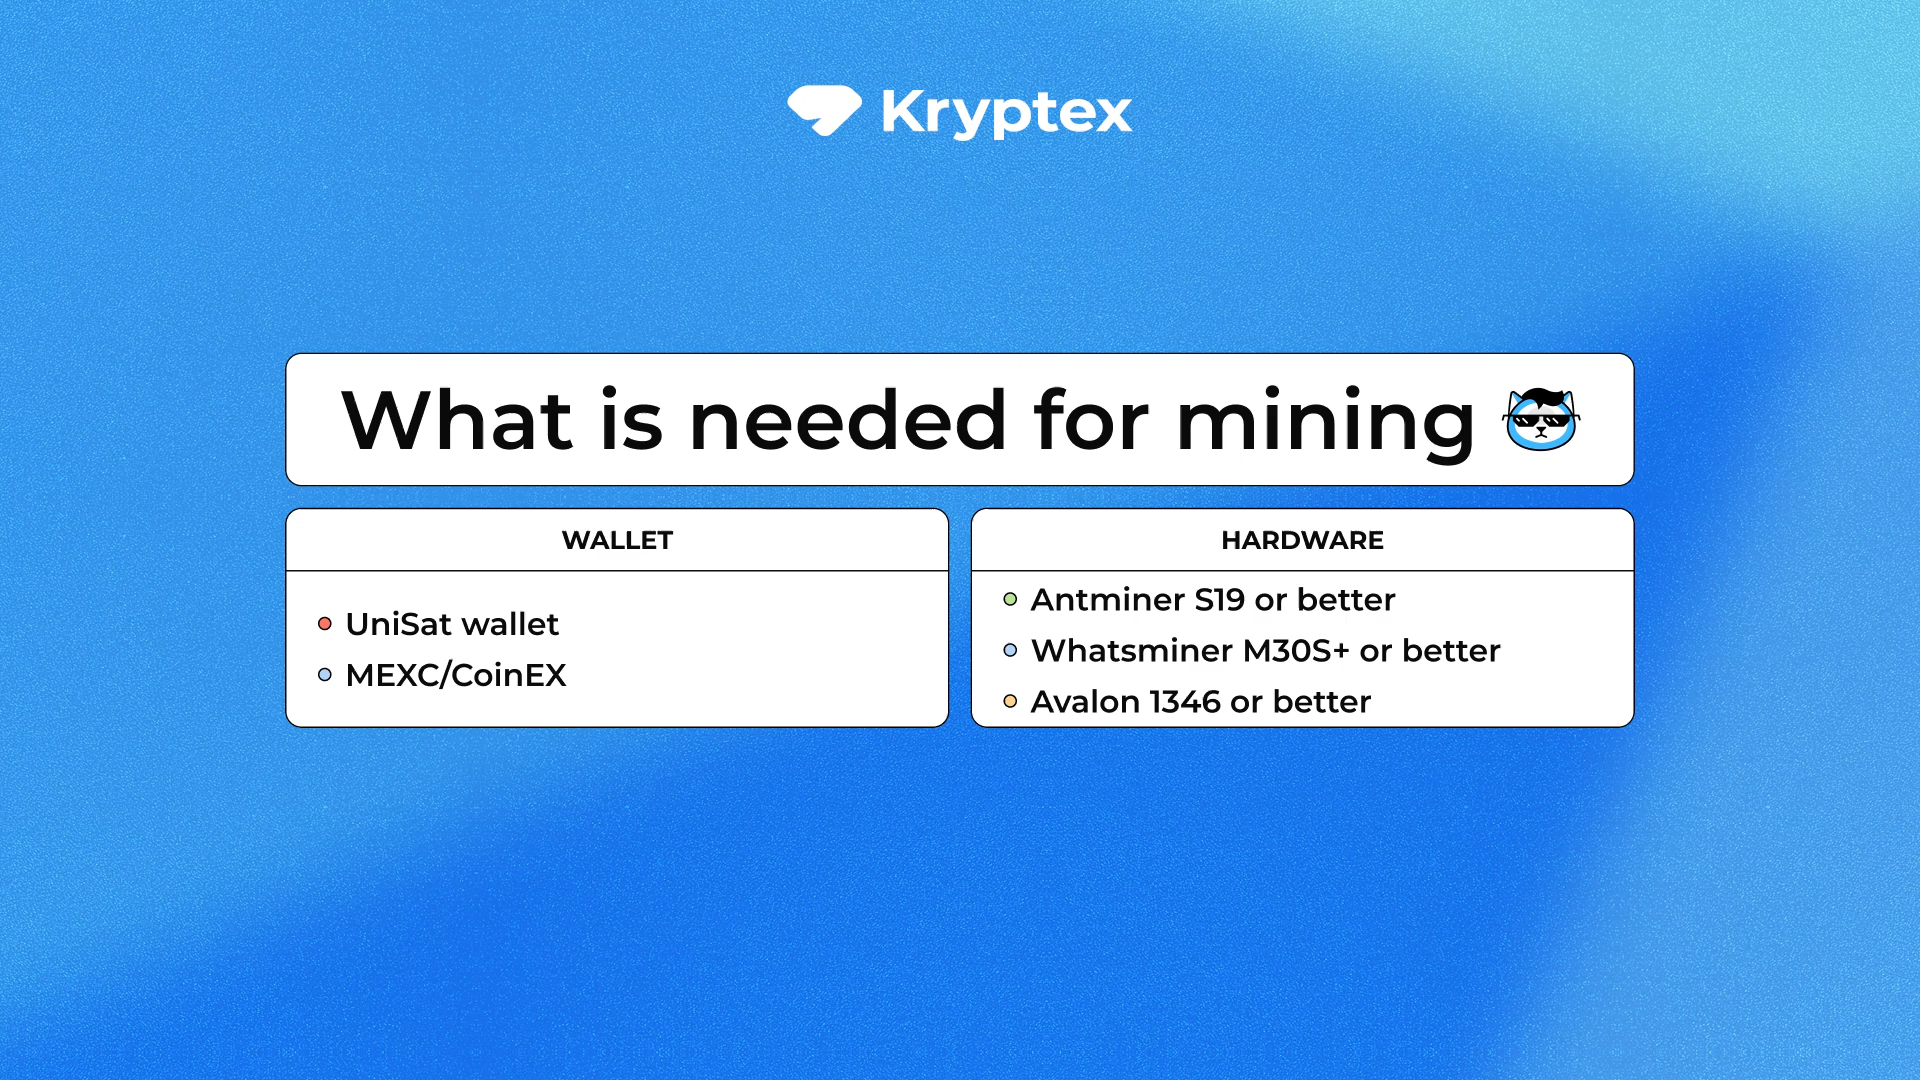 Kryptex
What is needed for mining
WALLET
UniSat wallet
MEXC/CoinEX
HARDWARE
Antminer S19 or better
Whatsminer M30S+ or better
Avalon 1346 or better